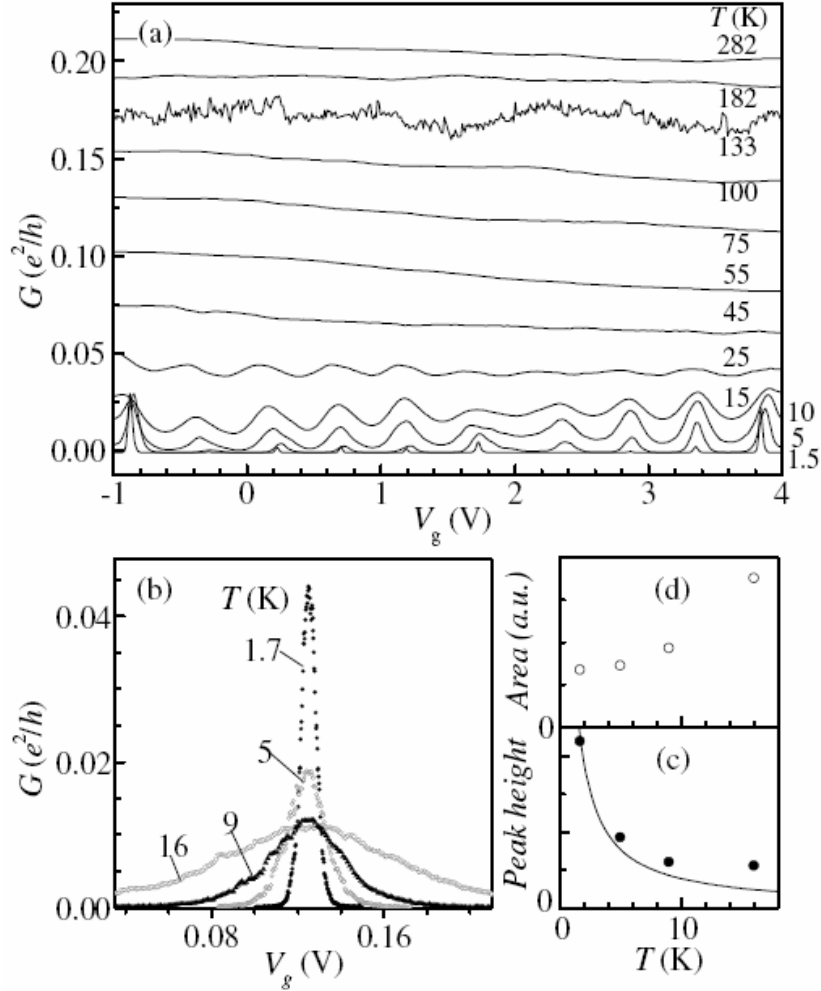 (a)
T (K)
282
182
133
100
75
55
45
25
15
10
5
1.5
G (e²/h)
0.20
0.15
0.10
0.05
0.00
-1 0 1 2 3 4
V_g (V)
(b)
T (K)
1.7
5
9
16
G (e²/h)
0.04
0.02
0.00
0.08 0.16
V_g (V)
(d)
Area (a.u.)
0
(c)
Peak height
0
0 10
T (K)